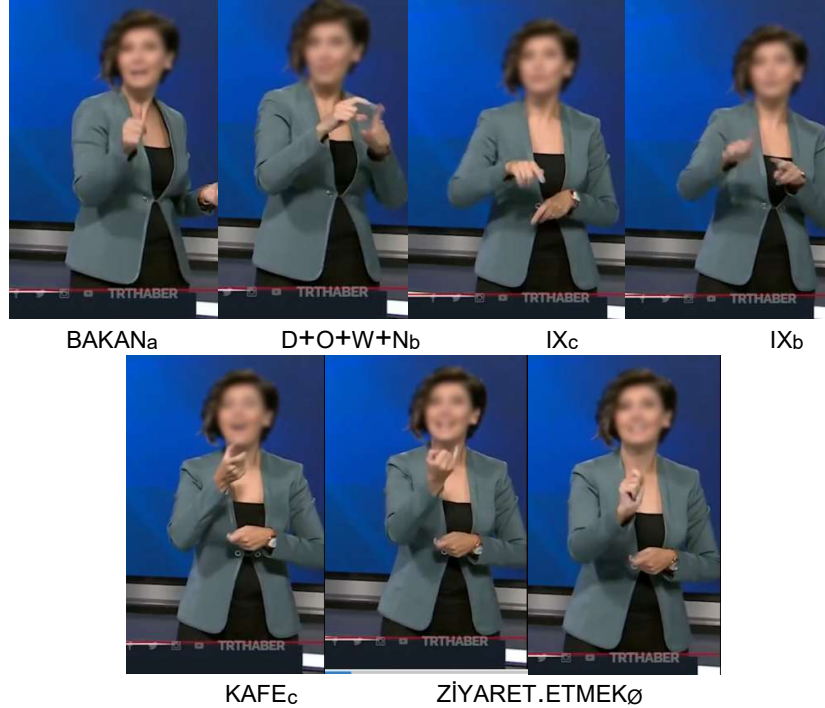 TRTHABER TRTHABER TRTHABER TRTHABER
BAKANa D+O+W+Nb IXc IXb
TRTHABER TRTHABER TRTHABER
KAFEc ZİYARET.ETMEKØ